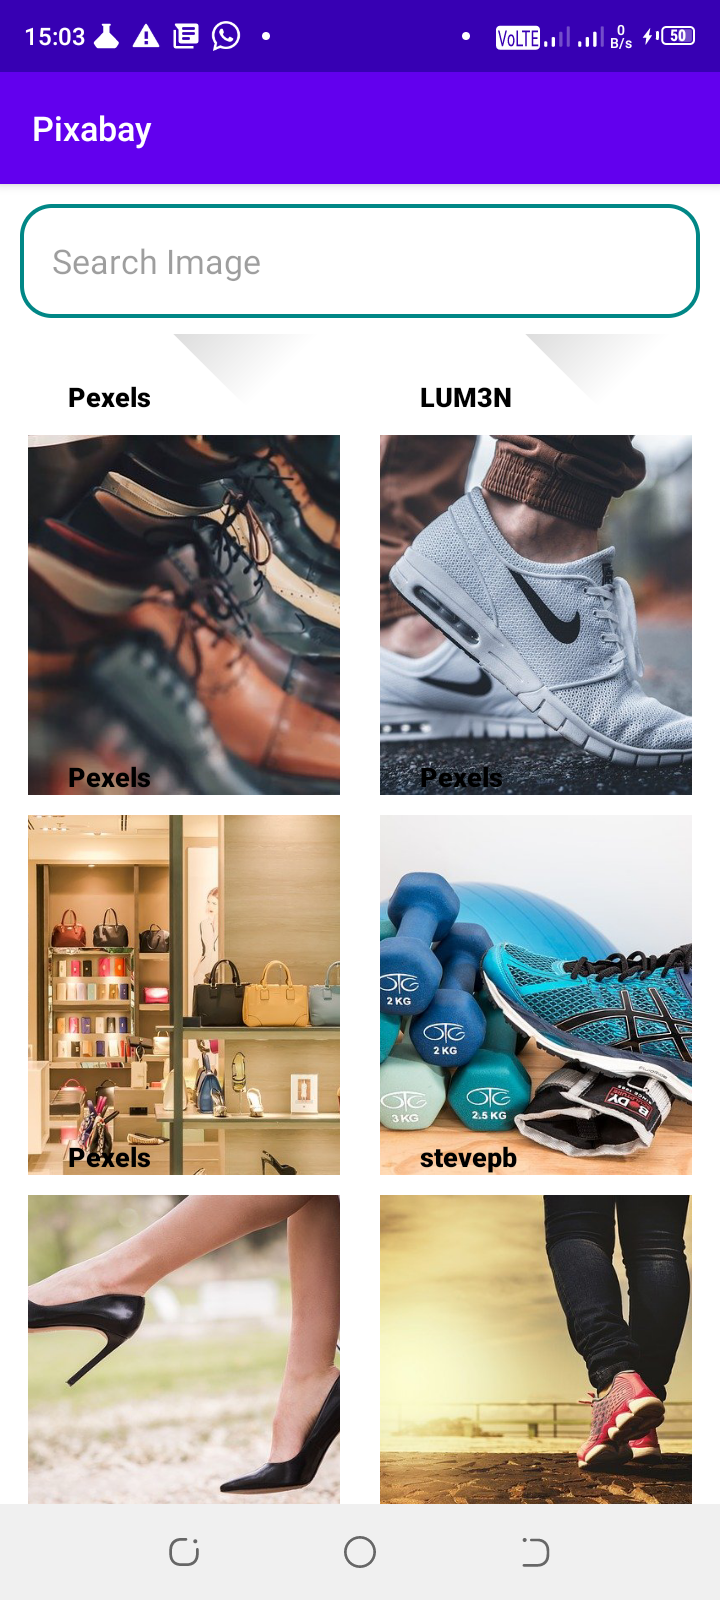 15:03 VoLTE 0 B/s 50
Pixabay
Search Image
Pexels LUM3N
Pexels Pexels
2 KG
2 KG
3 KG 2.5 KG
BODY
Pexels stevepb